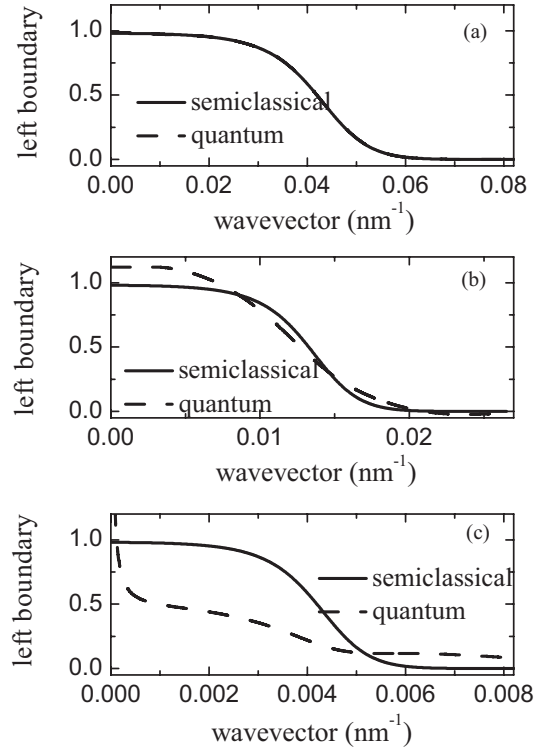 1.0
0.5
0.0
left boundary
(a)
semiclassical
quantum
0.00 0.02 0.04 0.06 0.08
wavevector (nm-1)
1.0
0.5
0.0
left boundary
(b)
semiclassical
quantum
0.00 0.01 0.02
wavevector (nm-1)
1.0
0.5
0.0
left boundary
(c)
semiclassical
quantum
0.000 0.002 0.004 0.006 0.008
wavevector (nm-1)